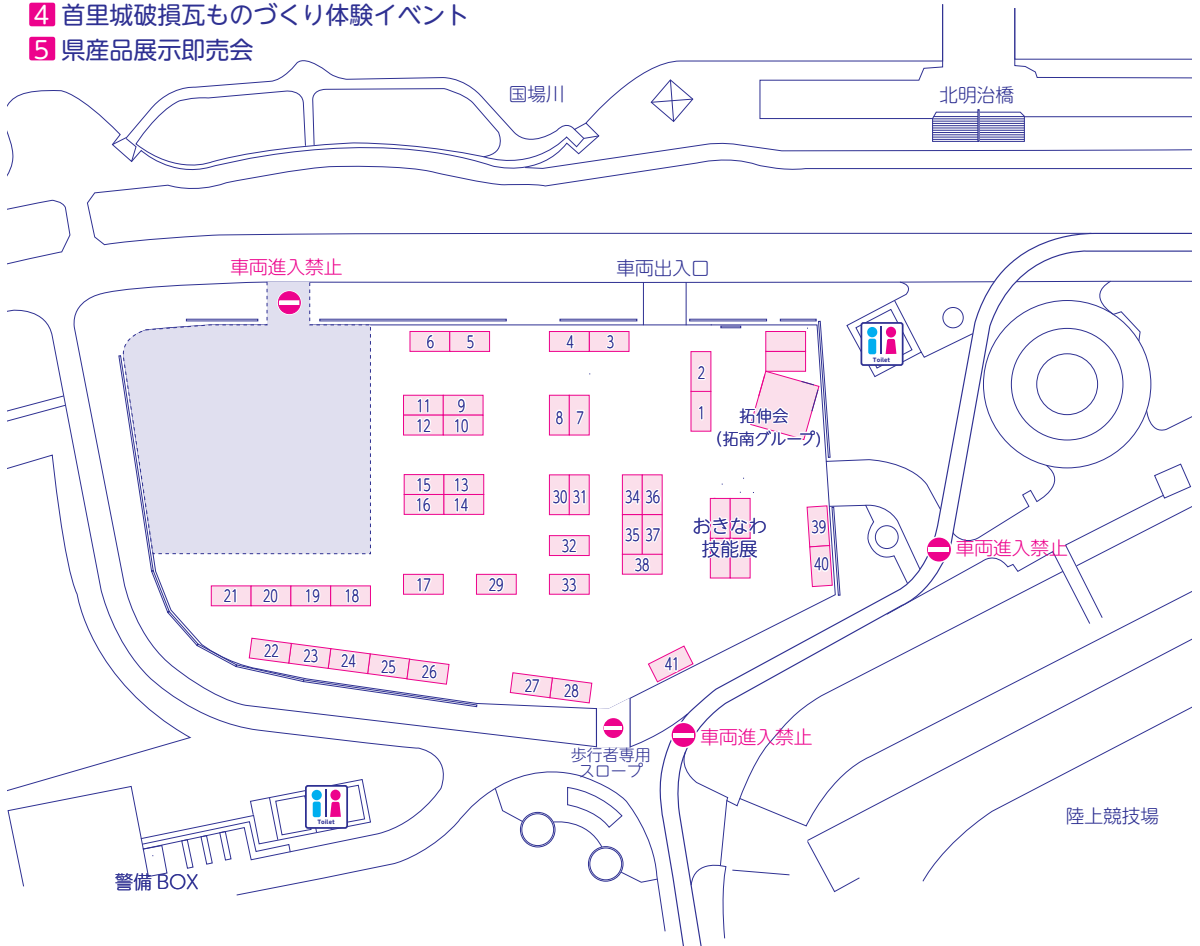 4 首里城破損瓦ものづくり体験イベント
5 県産品展示即売会
国場川
北明治橋
車両進入禁止
車両出入口
6 5
4 3
2
1
Toilet
11 9
12 10
8 7
拓伸会
(拓南グループ)
15 13
16 14
30 31
34 36
35 37
38
おきなわ
技能展
39
40
車両進入禁止
32
17
29
33
21 20 19 18
22 23 24 25 26
27 28
41
車両進入禁止
歩行者専用
スロープ
Toilet
陸上競技場
警備 BOX